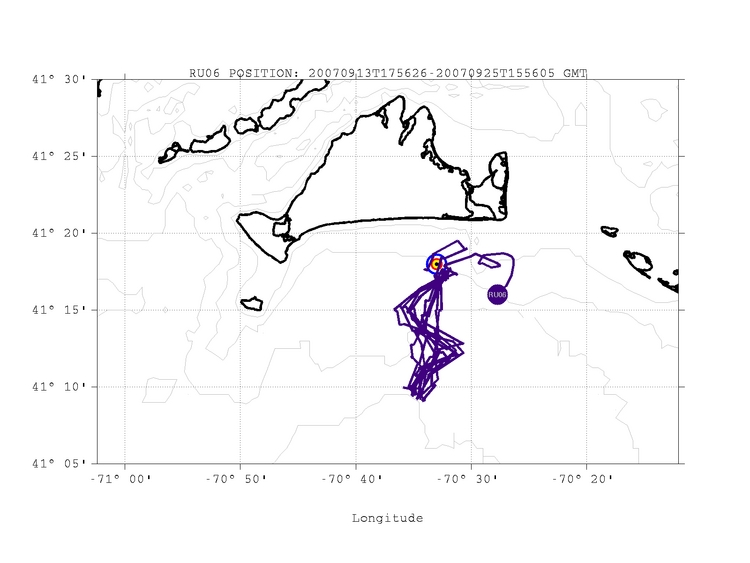 RU06 POSITION: 20070913T175626-20070925T155605 GMT
41° 30'
41° 25'
41° 20'
41° 15'
41° 10'
41° 05'
RU06
-71° 00' -70° 50' -70° 40' -70° 30' -70° 20'
Longitude